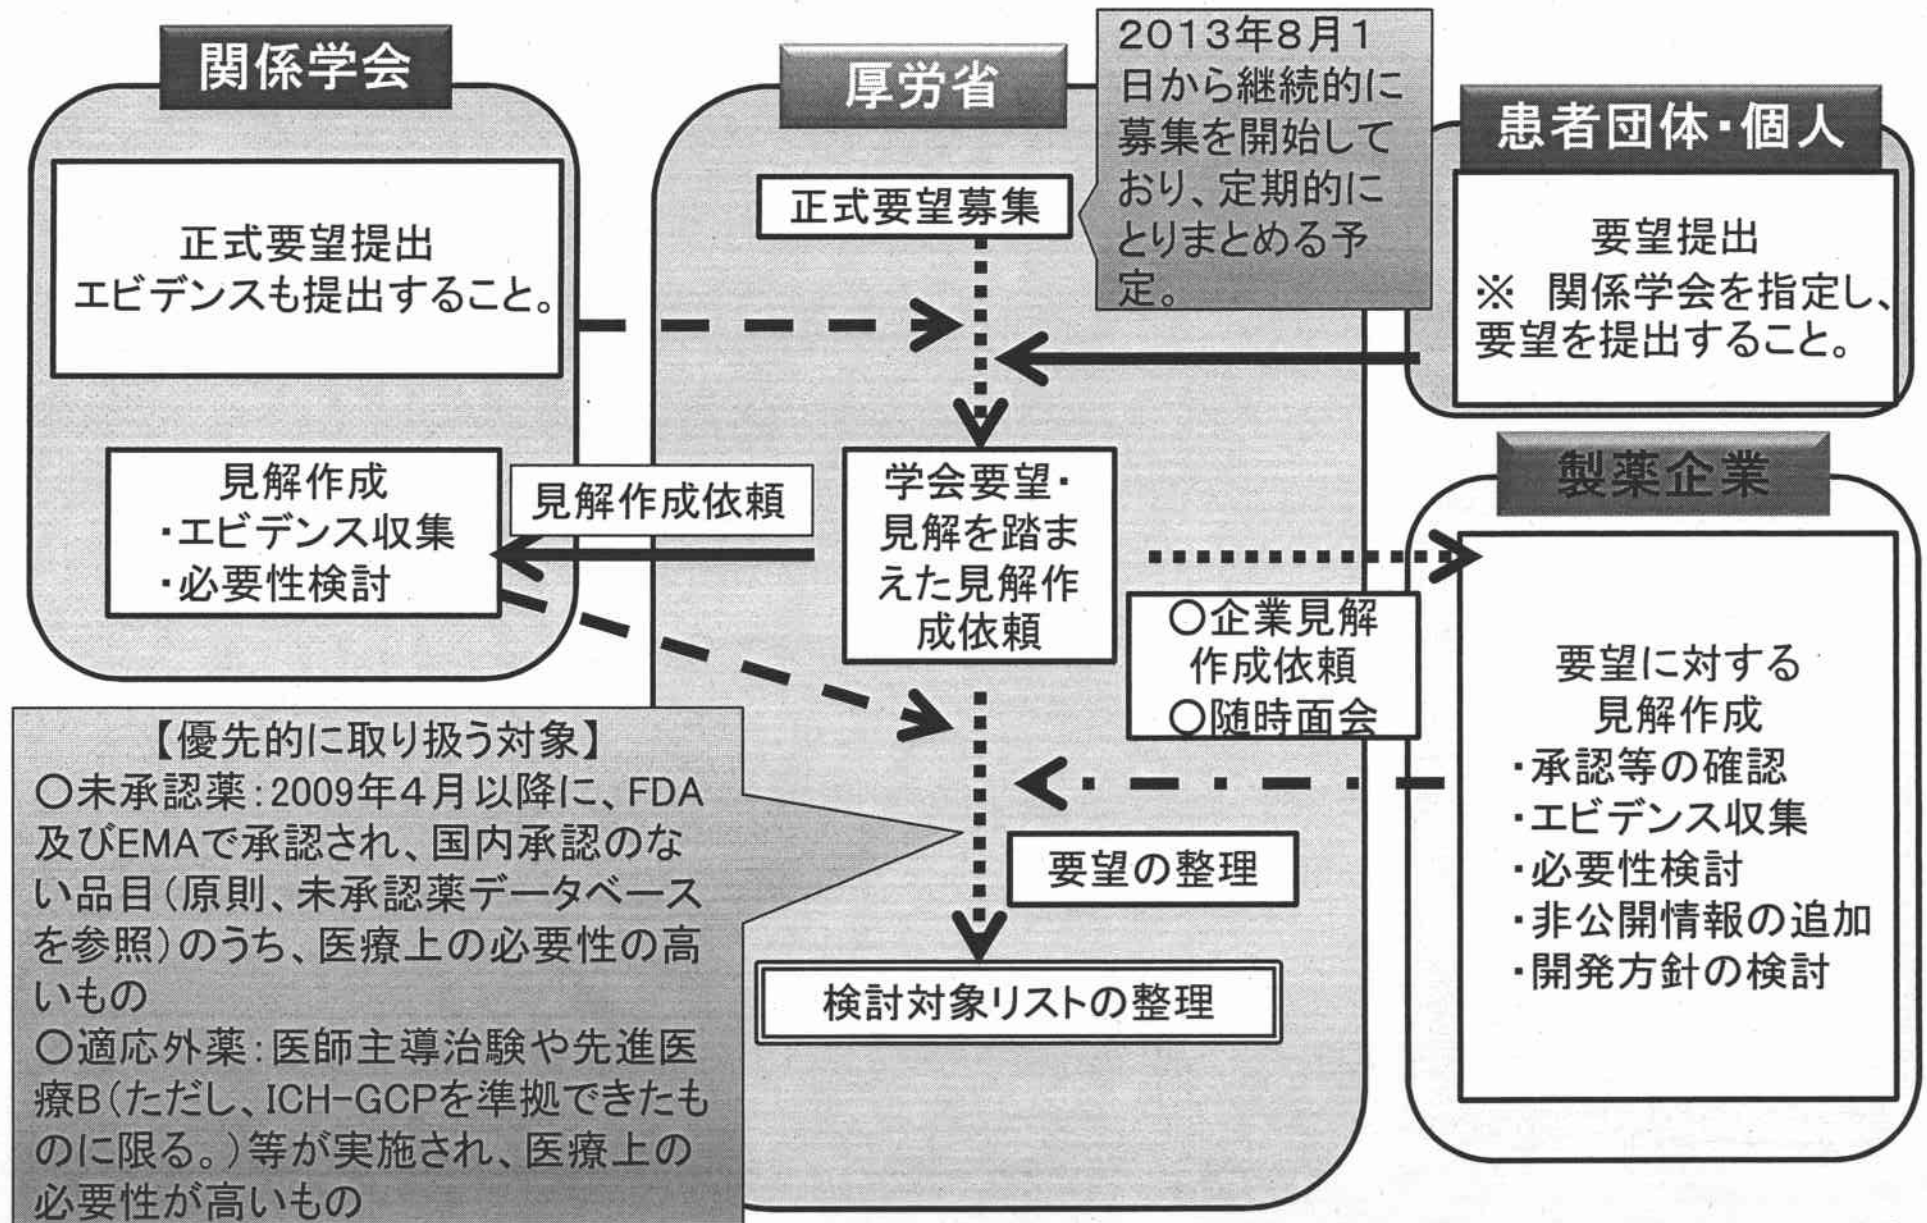 関係学会
正式要望提出
エビデンスも提出すること。
見解作成
・エビデンス収集
・必要性検討
見解作成依頼
厚労省
正式要望募集
2013年8月1
日から継続的に
募集を開始して
おり、定期的に
とりまとめる予
定。
学会要望・
見解を踏ま
えた見解作
成依頼
○企業見解
作成依頼
○随時面会
要望の整理
検討対象リストの整理
患者団体・個人
要望提出
※ 関係学会を指定し、
要望を提出すること。
製薬企業
要望に対する
見解作成
・承認等の確認
・エビデンス収集
・必要性検討
・非公開情報の追加
・開発方針の検討
【優先的に取り扱う対象】
○未承認薬:2009年4月以降に、FDA
及びEMAで承認され、国内承認のな
い品目(原則、未承認薬データベース
を参照)のうち、医療上の必要性の高
いもの
○適応外薬:医師主導治験や先進医
療B(ただし、ICH-GCPを準拠できたも
のに限る。)等が実施され、医療上の
必要性が高いもの